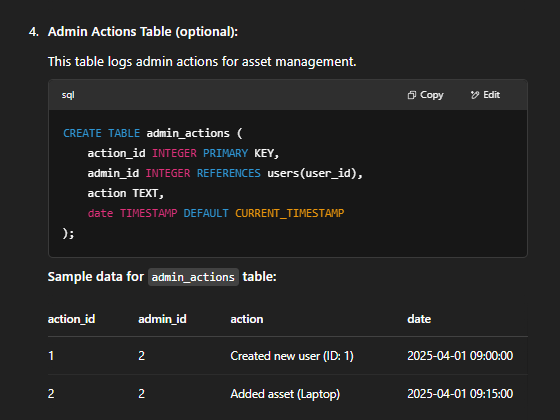 4. Admin Actions Table (optional):
This table logs admin actions for asset management.
sql Copy Edit
CREATE TABLE admin_actions (
    action_id INTEGER PRIMARY KEY,
    admin_id INTEGER REFERENCES users(user_id),
    action TEXT,
    date TIMESTAMP DEFAULT CURRENT_TIMESTAMP
);
Sample data for admin_actions table:
action_id admin_id action date
1 2 Created new user (ID: 1) 2025-04-01 09:00:00
2 2 Added asset (Laptop) 2025-04-01 09:15:00